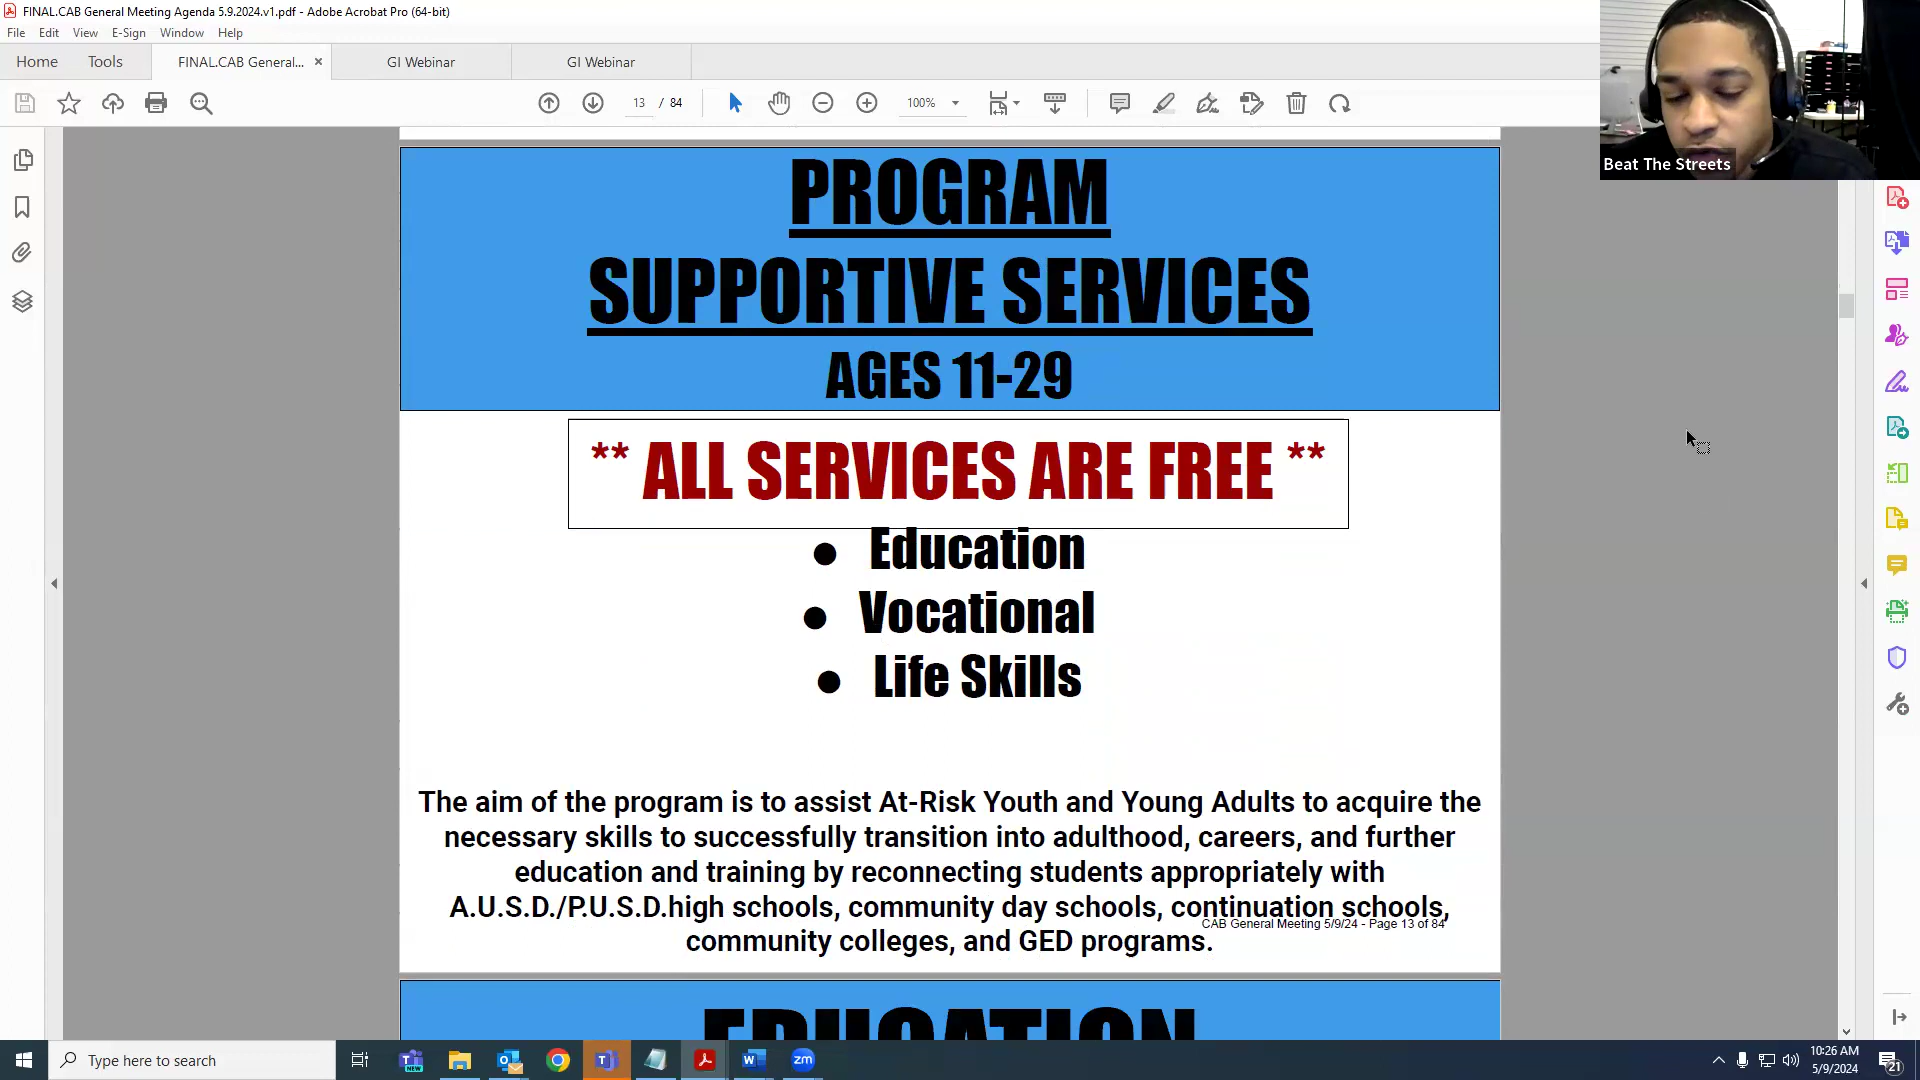 FINAL.CAB General Meeting Agenda 5.9.2024.v1.pdf - Adobe Acrobat Pro (64-bit)
File Edit View E-Sign Window Help
Home Tools FINAL.CAB General... × GI Webinar GI Webinar
13 / 84 100%
Beat The Streets
PROGRAM
SUPPORTIVE SERVICES
AGES 11-29
** ALL SERVICES ARE FREE **
● Education
● Vocational
● Life Skills
The aim of the program is to assist At-Risk Youth and Young Adults to acquire the
necessary skills to successfully transition into adulthood, careers, and further
education and training by reconnecting students appropriately with
A.U.S.D./P.U.S.D.high schools, community day schools, continuation schools,
CAB General Meeting 5/9/24 - Page 13 of 84
community colleges, and GED programs.
EDUCATION
Type here to search
NEW
zm
10:26 AM
5/9/2024
21